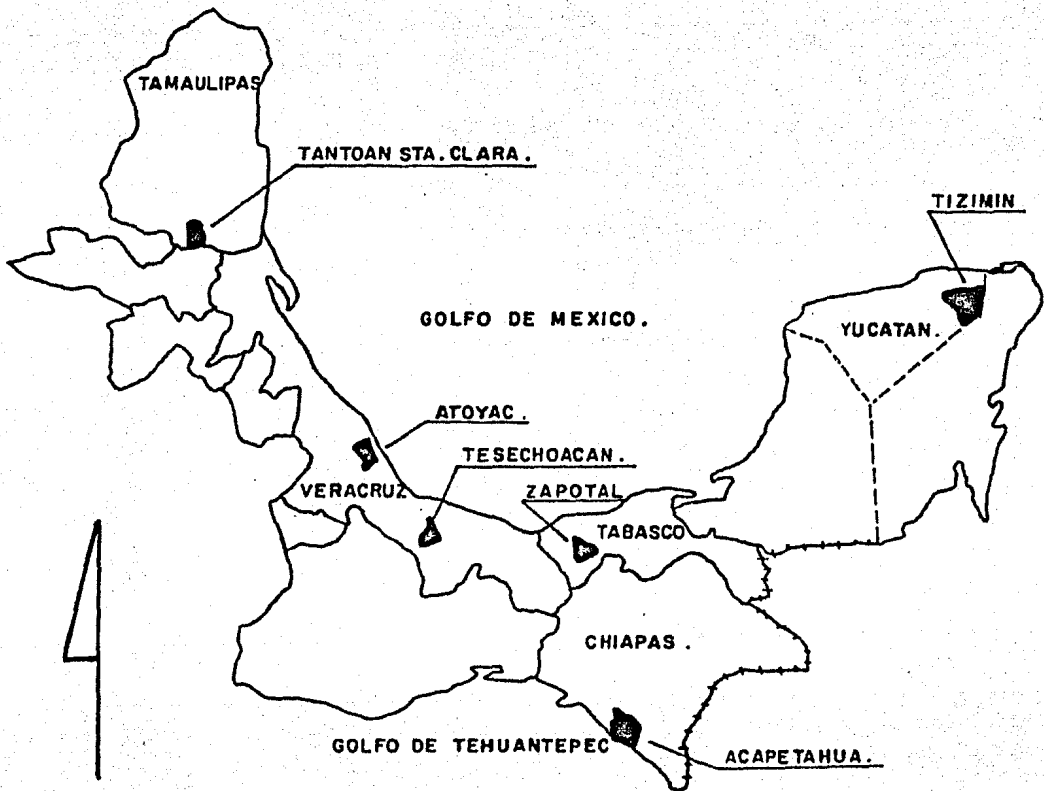 TAMAULIPAS
TANTOAN STA. CLARA.
TIZIMIN
GOLFO DE MEXICO.
YUCATAN.
ATOYAC.
TESECHOACAN.
VERACRUZ
ZAPOTAL
TABASCO
CHIAPAS.
GOLFO DE TEHUANTEPEC
ACAPETAHUA.